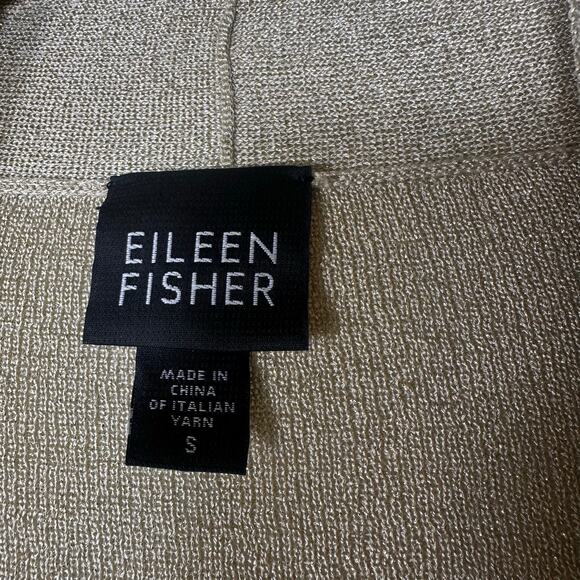 EILEEN
FISHER
MADE IN
CHINA
OF ITALIAN
YARN
S